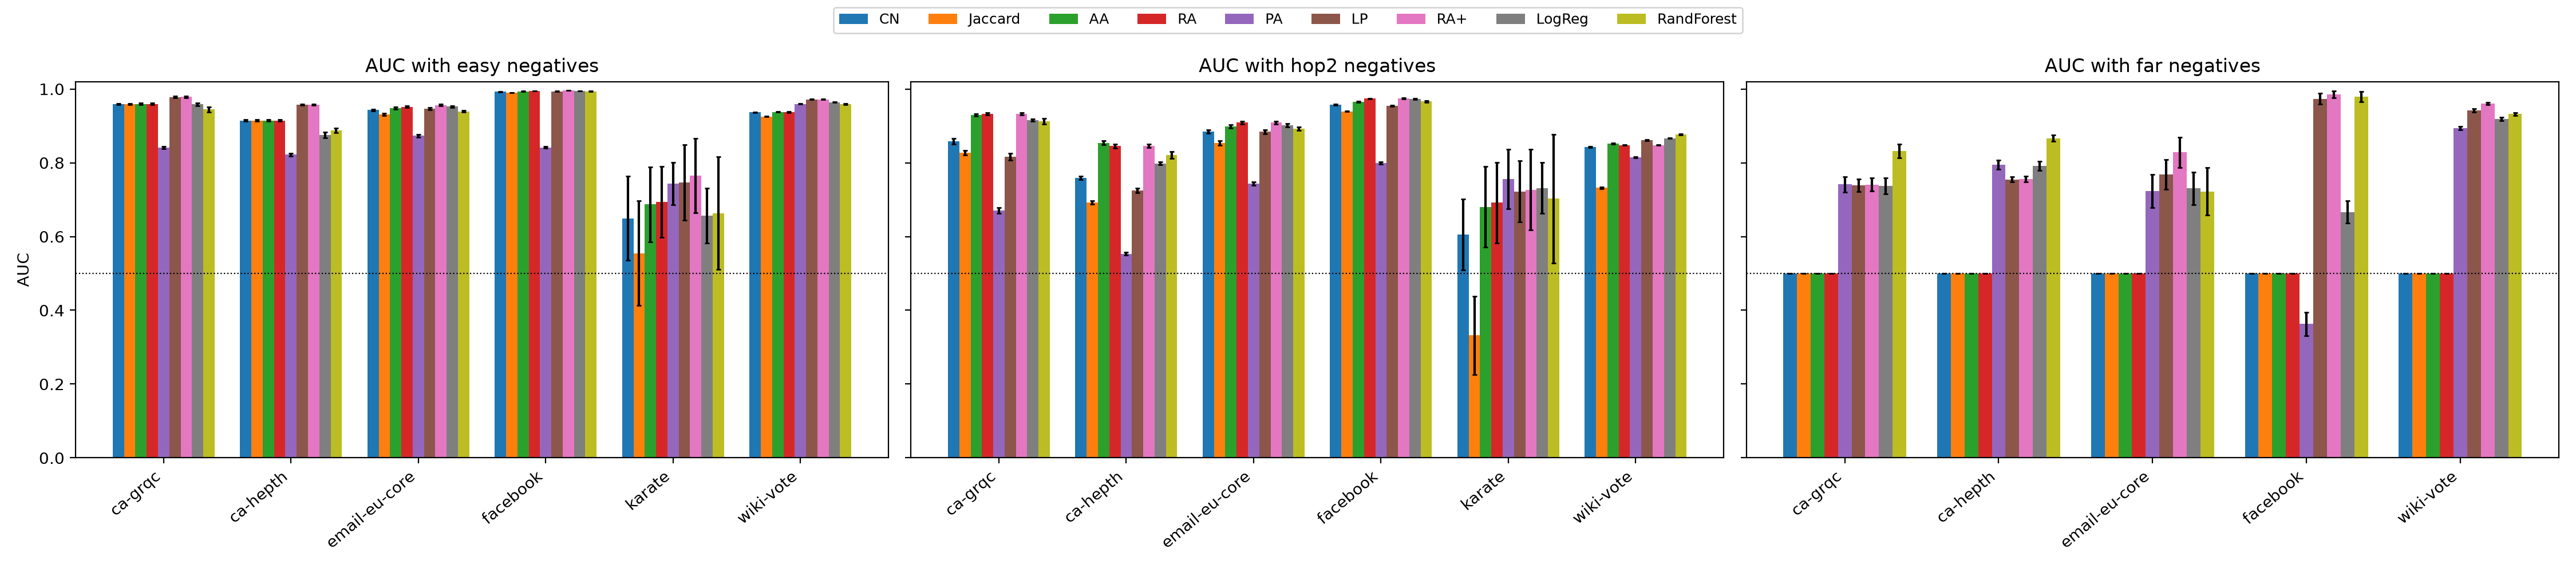 CN Jaccard AA RA PA LP RA+ LogReg RandForest
AUC with easy negatives
AUC with hop2 negatives
AUC with far negatives
AUC
1.0
0.8
0.6
0.4
0.2
0.0
ca-grqc
ca-hepth
email-eu-core
facebook
karate
wiki-vote
ca-grqc
ca-hepth
email-eu-core
facebook
karate
wiki-vote
ca-grqc
ca-hepth
email-eu-core
facebook
wiki-vote